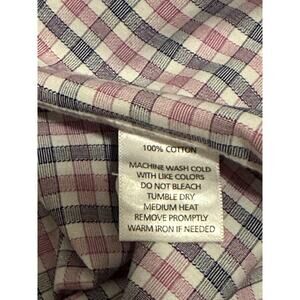 100% COTTON
MACHINE WASH COLD
WITH LIKE COLORS
DO NOT BLEACH
TUMBLE DRY
MEDIUM HEAT
REMOVE PROMPTLY
WARM IRON IF NEEDED